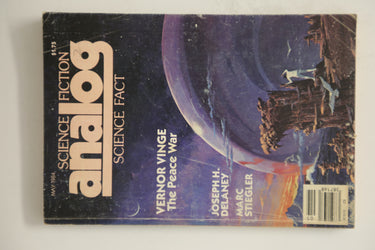 $1.75
SCIENCE FICTION
analog
SCIENCE FACT
MAY 1984
VERNOR VINGE
The Peace War
JOSEPH H.
DELANEY
MARC
STIEGLER